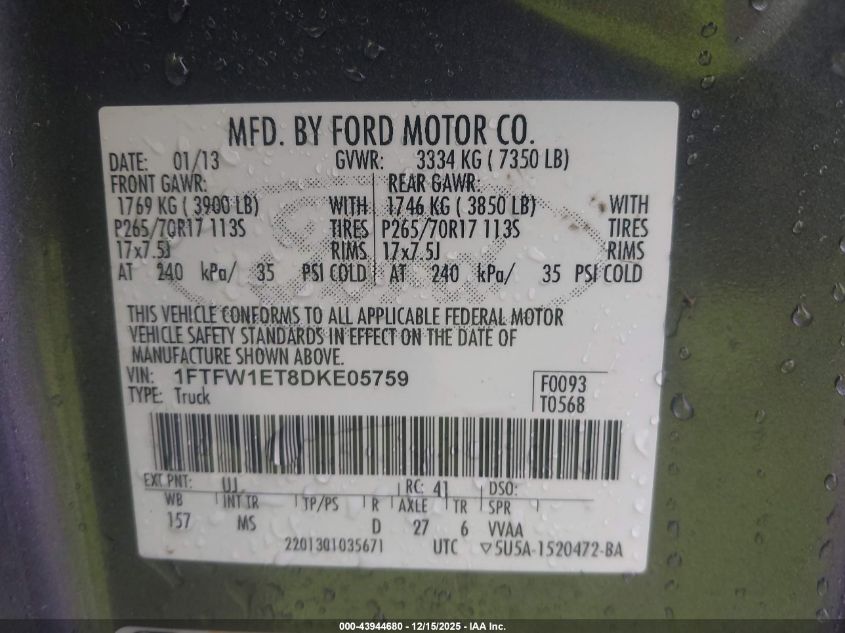 MFD. BY FORD MOTOR CO.
DATE: 01/13 GVWR: 3334 KG ( 7350 LB)
FRONT GAWR: REAR GAWR:
1769 KG ( 3900 LB) WITH 1746 KG ( 3850 LB) WITH
P265/70R17 113S TIRES P265/70R17 113S TIRES
17x7.5J RIMS 17x7.5J RIMS
AT 240 kPa/ 35 PSI COLD AT 240 kPa/ 35 PSI COLD
THIS VEHICLE CONFORMS TO ALL APPLICABLE FEDERAL MOTOR
VEHICLE SAFETY STANDARDS IN EFFECT ON THE DATE OF
MANUFACTURE SHOWN ABOVE.
VIN: 1FTFW1ET8DKE05759 F0093
TYPE: Truck T0568
EXT PNT: UJ RC: 41 DSO:
WB INT TR TP/PS R AXLE TR SPR
157 MS D 27 6 VVAA
2201301035671 UTC ▽5U5A-1520472-BA
000-43944680 - 12/15/2025 - IAA Inc.